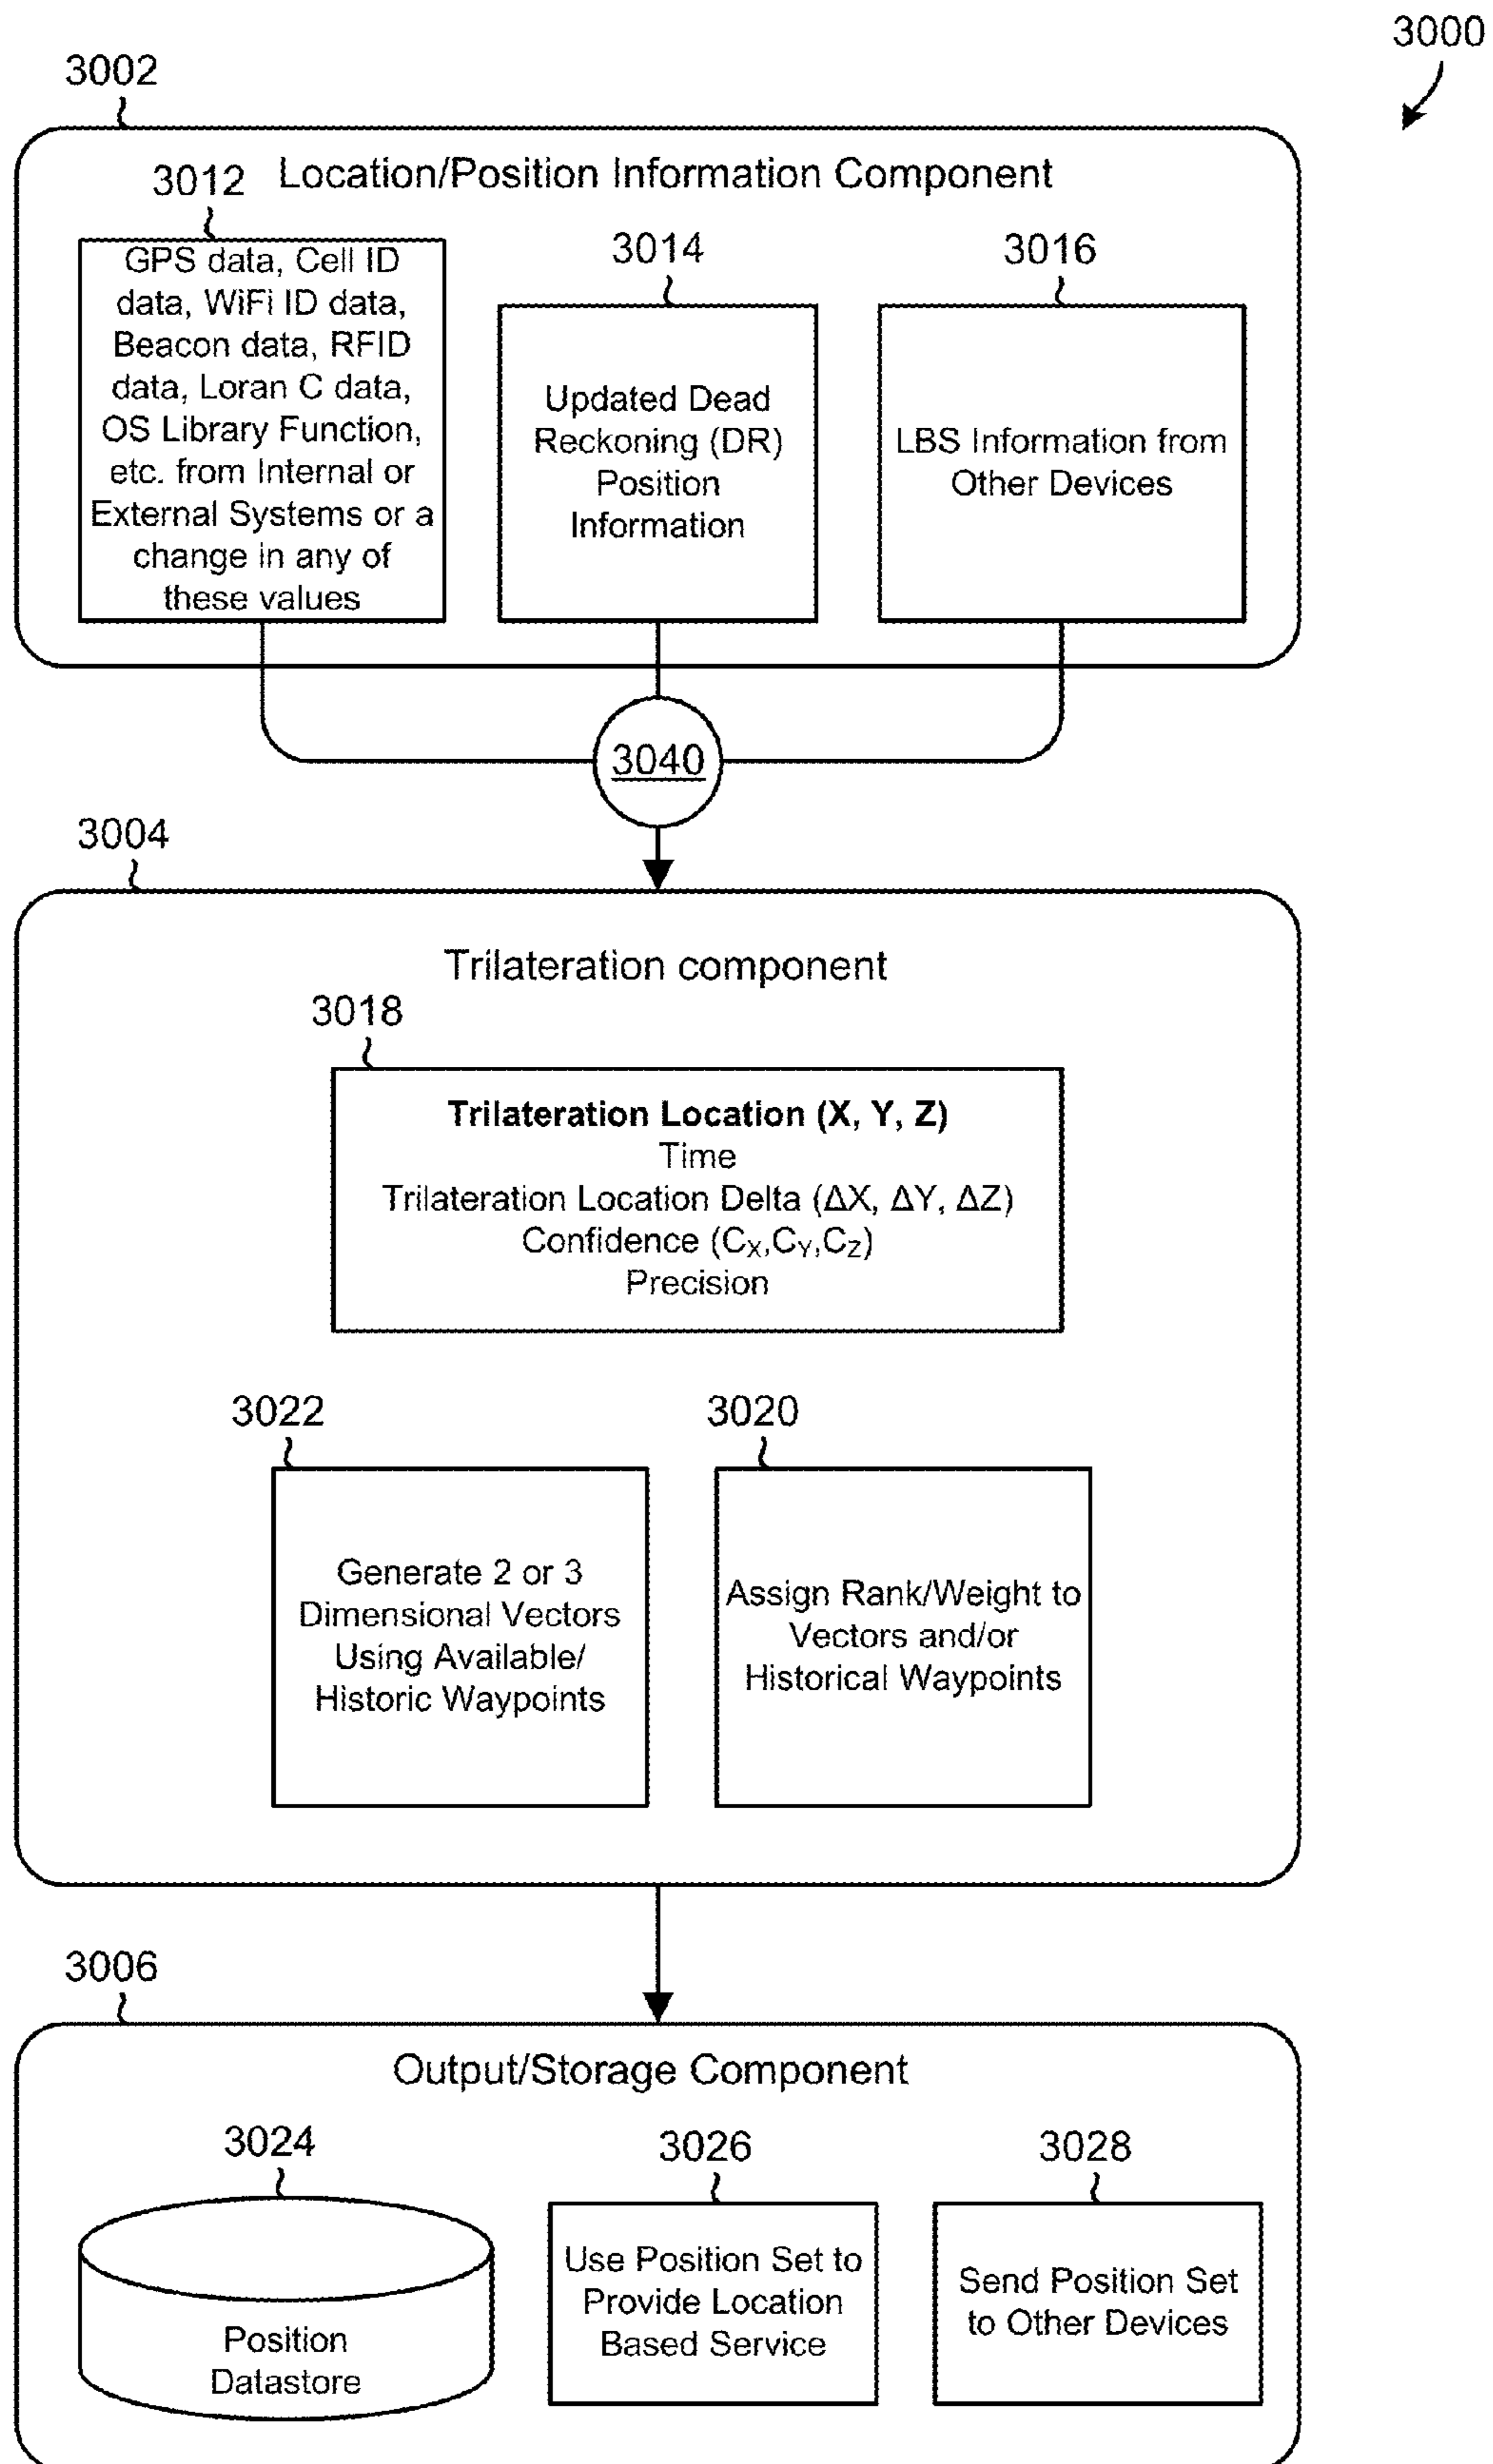 3000
3002
Location/Position Information Component
3012
GPS data, Cell ID
data, WiFi ID data,
Beacon data, RFID
data, Loran C data,
OS Library Function,
etc. from Internal or
External Systems or a
change in any of
these values
3014
Updated Dead
Reckoning (DR)
Position
Information
3016
LBS Information from
Other Devices
3040
3004
Trilateration component
3018
Trilateration Location (X, Y, Z)
Time
Trilateration Location Delta (ΔX, ΔY, ΔZ)
Confidence (CX,CY,CZ)
Precision
3022
Generate 2 or 3
Dimensional Vectors
Using Available/
Historic Waypoints
3020
Assign Rank/Weight to
Vectors and/or
Historical Waypoints
3006
Output/Storage Component
3024
Position
Datastore
3026
Use Position Set to
Provide Location
Based Service
3028
Send Position Set
to Other Devices